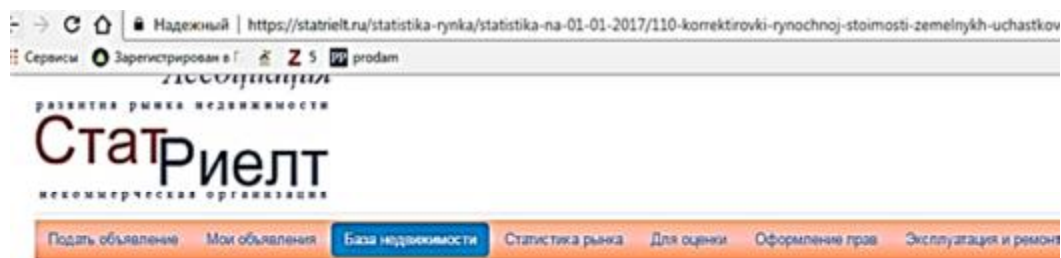 Надежный | https://statrielt.ru/statistika-rynka/statistika-na-01-01-2017/110-korrektirovki-rynochnoj-stoimosti-zemelnykh-uchastkov
Сервисы Зарегистрирован в Г Z 5 prodam
Ассоциация
развития рынка недвижимости
СтатРиелт
некоммерческая организация
Подать объявление Мои объявления База недвижимости Статистика рынка Для оценки Оформление прав Эксплуатация и ремонт